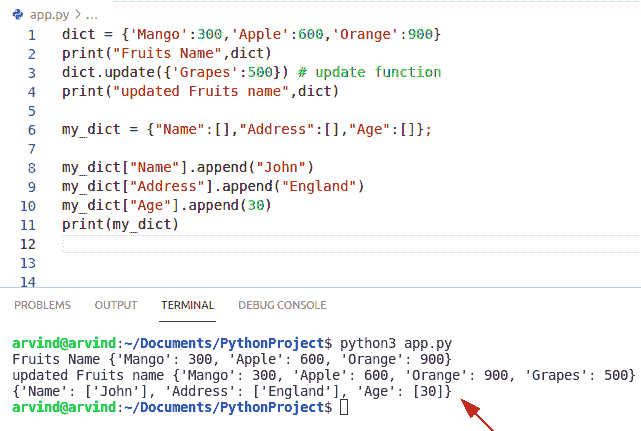 app.py > ...
1 dict = {'Mango':300,'Apple':600,'Orange':900}
2 print("Fruits Name",dict)
3 dict.update({'Grapes':500}) # update function
4 print("updated Fruits name",dict)
5
6 my_dict = {"Name":[],"Address":[],"Age":[]};
7
8 my_dict["Name"].append("John")
9 my_dict["Address"].append("England")
10 my_dict["Age"].append(30)
11 print(my_dict)
12
13
14
PROBLEMS OUTPUT TERMINAL DEBUG CONSOLE
arvind@arvind:~/Documents/PythonProject$ python3 app.py
Fruits Name {'Mango': 300, 'Apple': 600, 'Orange': 900}
updated Fruits name {'Mango': 300, 'Apple': 600, 'Orange': 900, 'Grapes': 500}
{'Name': ['John'], 'Address': ['England'], 'Age': [30]}
arvind@arvind:~/Documents/PythonProject$